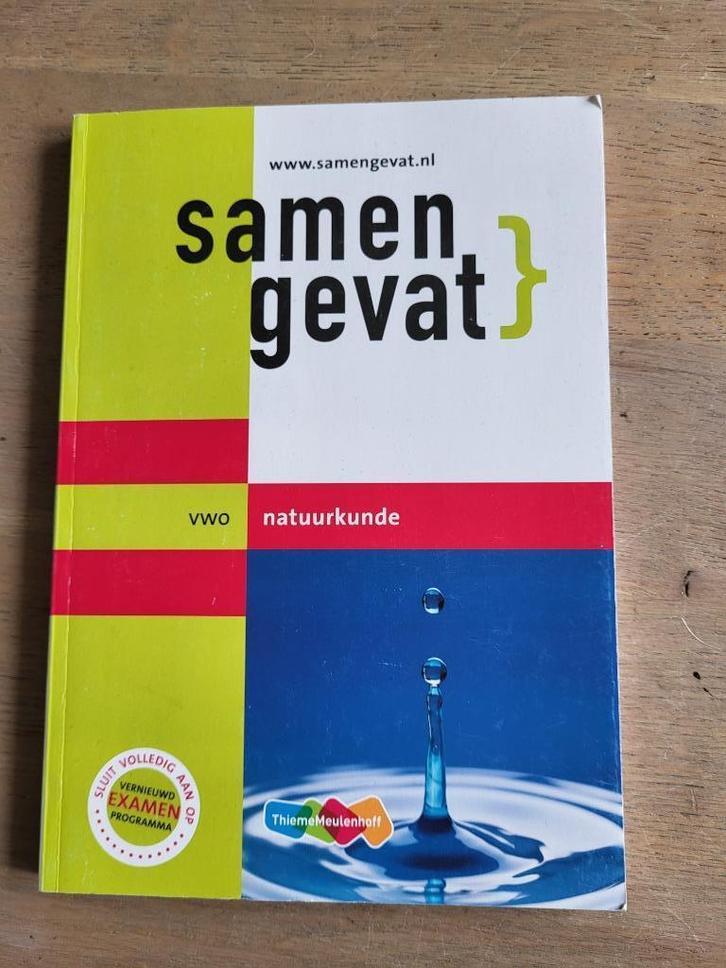 www.samengevat.nl
samen
gevat}
vwo natuurkunde
SLUIT VOLLEDIG AAN OP
VERNIEUWD
EXAMEN
PROGRAMMA
ThiemeMeulenhoff